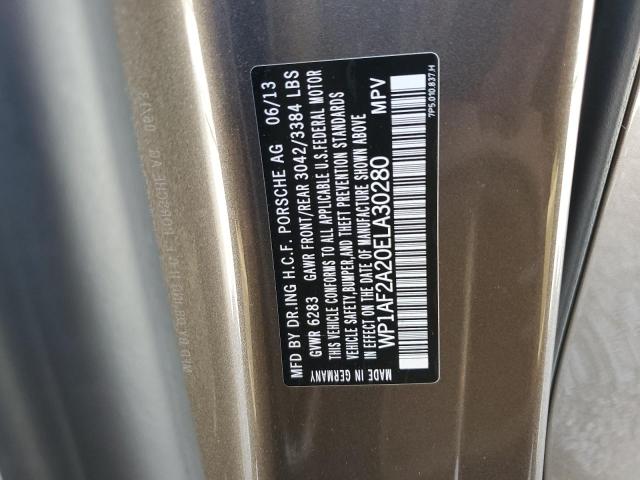 MFD BY DR.ING H.C.F. PORSCHE AG 06/13
GVWR 6283 GAWR FRONT/REAR 3042/3384 LBS
THIS VEHICLE CONFORMS TO ALL APPLICABLE U.S.FEDERAL MOTOR
VEHICLE SAFETY,BUMPER,AND THEFT PREVENTION STANDARDS
IN EFFECT ON THE DATE OF MANUFACTURE SHOWN ABOVE
WP1AF2A20ELA30280 MPV
MADE IN GERMANY
7P5.010.837.H